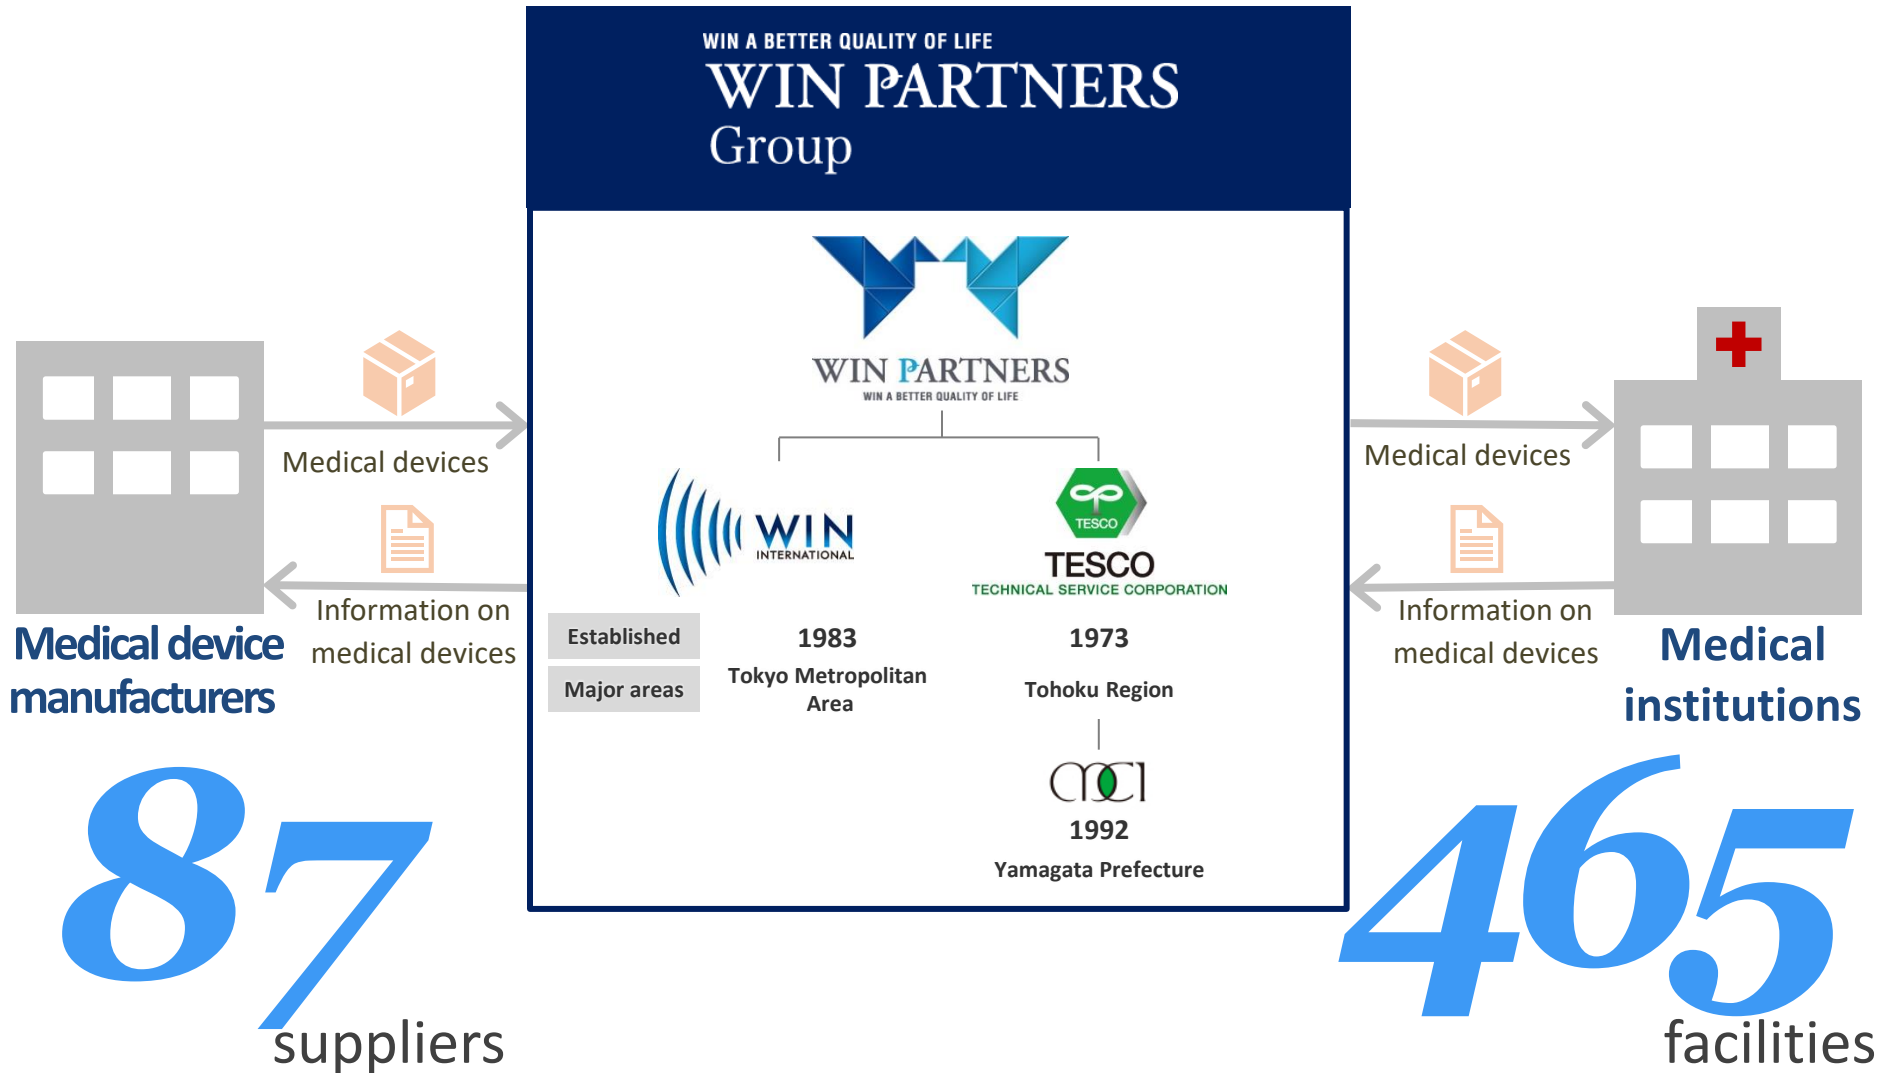 WIN A BETTER QUALITY OF LIFE
WIN PARTNERS
Group
WIN PARTNERS
WIN A BETTER QUALITY OF LIFE
Medical devices
Information on
medical devices
Medical device
manufacturers
87
suppliers
WIN
INTERNATIONAL
TESCO
TESCO
TECHNICAL SERVICE CORPORATION
Established
1983
1973
Major areas
Tokyo Metropolitan
Area
Tohoku Region
MCI
1992
Yamagata Prefecture
Medical devices
Information on
medical devices
Medical
institutions
465
facilities